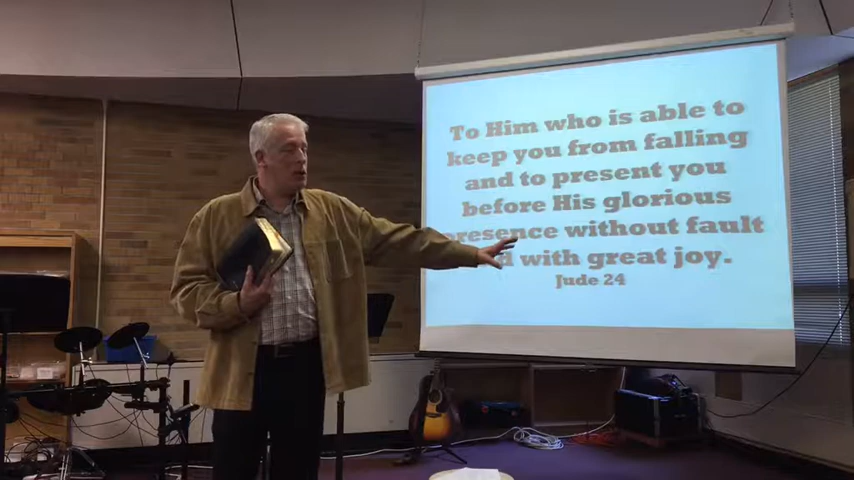 To Him who is able to
keep you from falling
and to present you
before His glorious
presence without fault
with great joy.
Jude 24